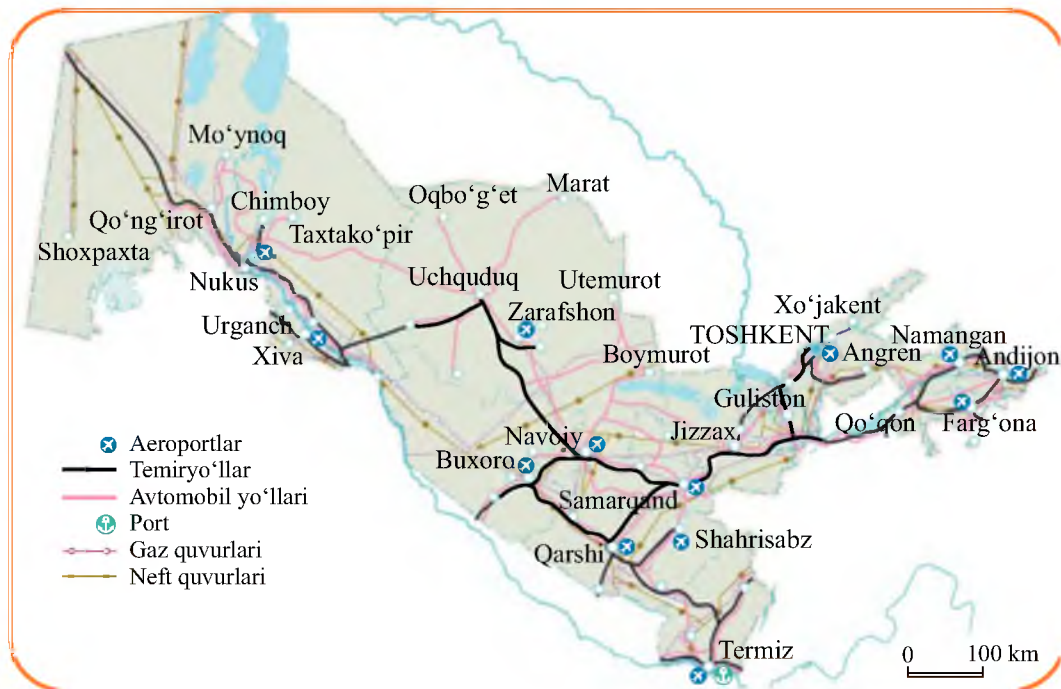 Mo‘ynoq
Oqbo‘g‘et
Marat
Chimboy
Qo‘ng‘irot
Taxtako‘pir
Shoxpaxta
Nukus
Uchquduq
Utemurot
Zarafshon
Xo‘jakent
Urganch
TOSHKENT
Namangan
Xiva
Boymurot
Angren
Andijon
Guliston
Navoiy
Jizzax
Qo‘qon
Farg‘ona
Buxoro
Samarqand
Qarshi
Shahrisabz
Termiz
Aeroportlar
Temiryo‘llar
Avtomobil yo‘llari
Port
Gaz quvurlari
Neft quvurlari
0 100 km